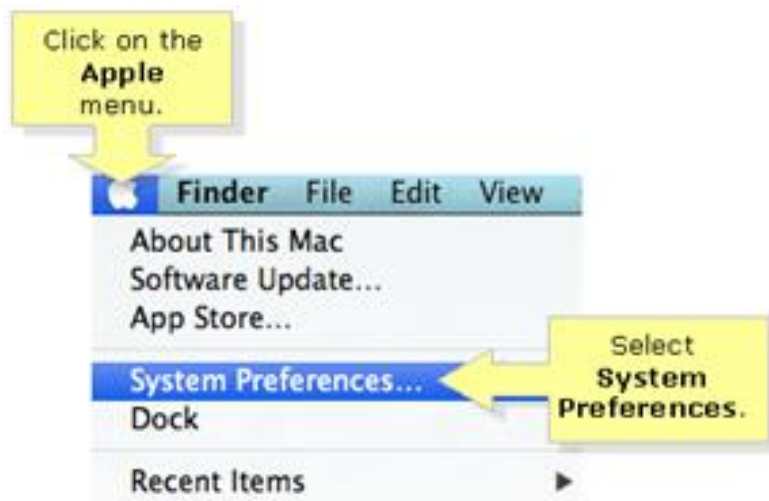 Click on the
Apple
menu.
Finder File Edit View
About This Mac
Software Update...
App Store...
System Preferences...
Select
System
Preferences.
Dock
Recent Items